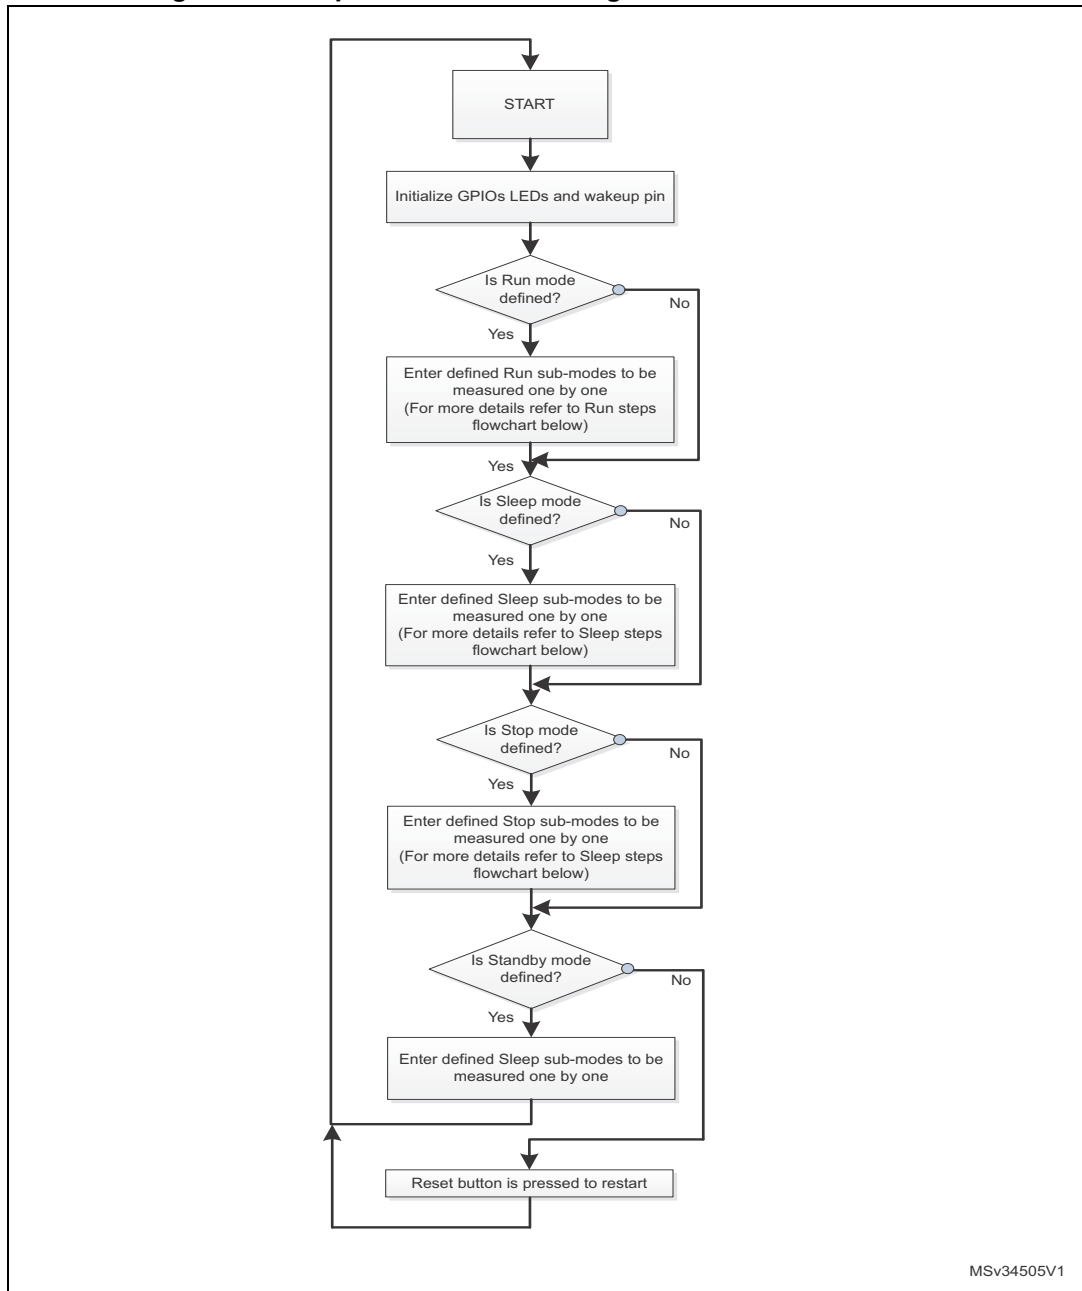 START
Initialize GPIOs LEDs and wakeup pin
Is Run mode
defined?
No
Yes
Enter defined Run sub-modes to be
measured one by one
(For more details refer to Run steps
flowchart below)
Yes
Is Sleep mode
defined?
No
Yes
Enter defined Sleep sub-modes to be
measured one by one
(For more details refer to Sleep steps
flowchart below)
Is Stop mode
defined?
No
Yes
Enter defined Stop sub-modes to be
measured one by one
(For more details refer to Sleep steps
flowchart below)
Is Standby mode
defined?
No
Yes
Enter defined Sleep sub-modes to be
measured one by one
Reset button is pressed to restart
MSv34505V1